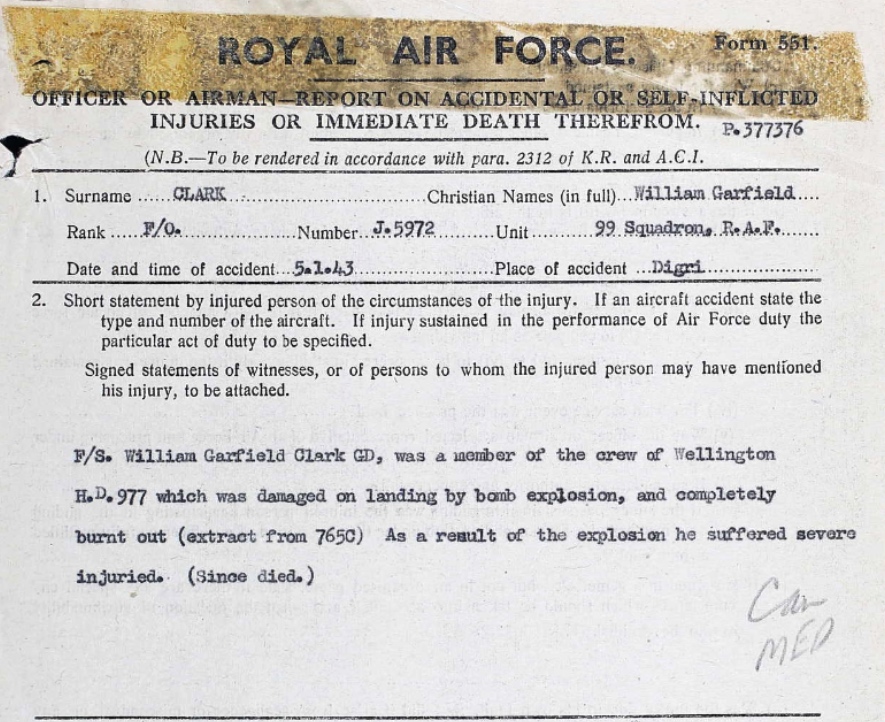 ROYAL AIR FORCE. Form 551.
OFFICER OR AIRMAN—REPORT ON ACCIDENTAL OR SELF-INFLICTED
INJURIES OR IMMEDIATE DEATH THEREFROM. P.377376
(N.B.—To be rendered in accordance with para. 2312 of K.R. and A.C.I.
1. Surname ......CLARK...............................Christian Names (in full)...William Garfield....
Rank .....F/O....................Number...J.5972..........Unit..........99 Squadron, R.A.F.......
Date and time of accident...5.1.43......................Place of accident ...Digri....................
2. Short statement by injured person of the circumstances of the injury. If an aircraft accident state the
type and number of the aircraft. If injury sustained in the performance of Air Force duty the
particular act of duty to be specified.
Signed statements of witnesses, or of persons to whom the injured person may have mentioned
his injury, to be attached.
F/S. William Garfield Clark GD, was a member of the crew of Wellington
H.D.977 which was damaged on landing by bomb explosion, and completely
burnt out (extract from 765C) As a result of the explosion he suffered severe
injuried. (Since died.)
Can
MED